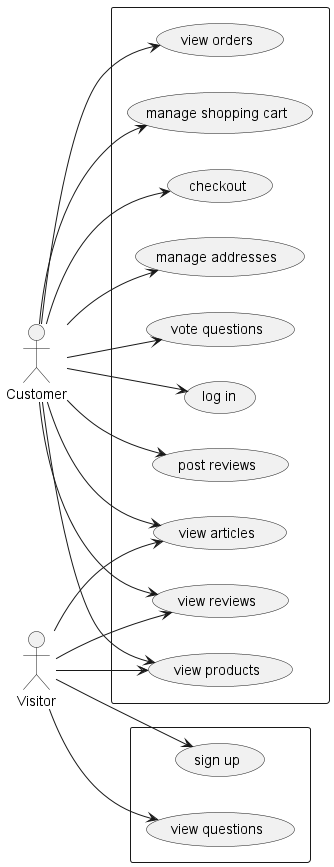 view orders
manage shopping cart
checkout
manage addresses
vote questions
Customer
log in
post reviews
view articles
view reviews
view products
Visitor
sign up
view questions